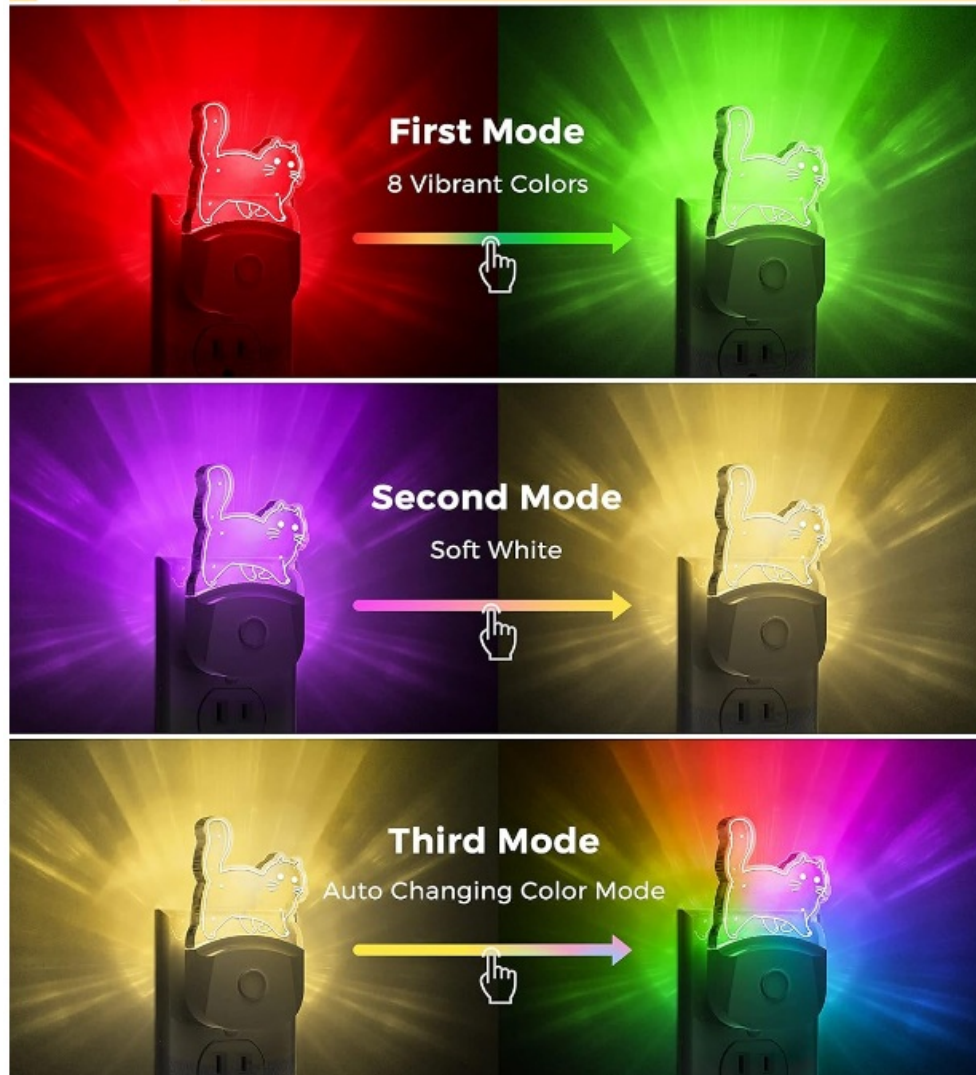 First Mode
8 Vibrant Colors
Second Mode
Soft White
Third Mode
Auto Changing Color Mode